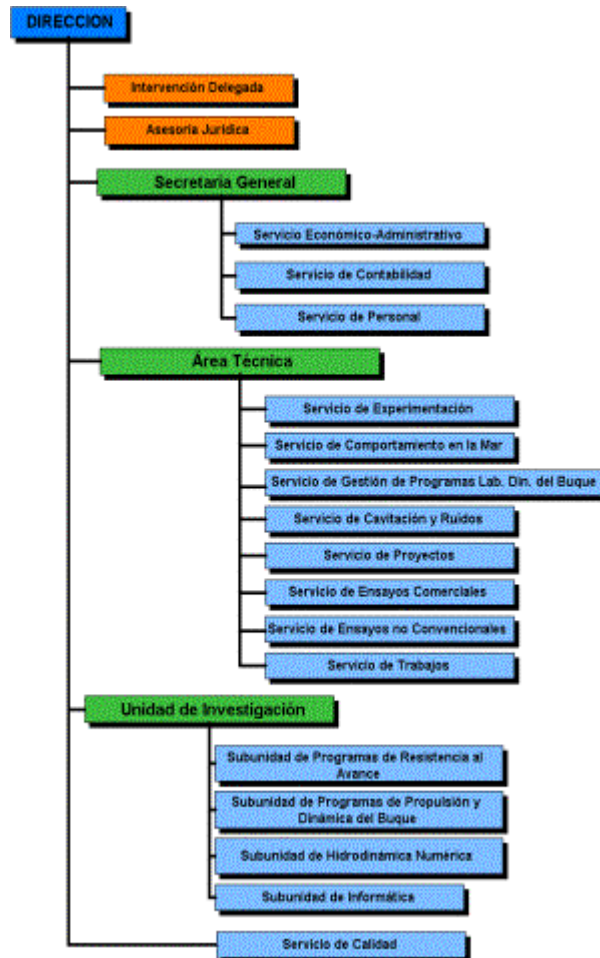 DIRECCION
Intervención Delegada
Asesoría Jurídica
Secretaria General
Servicio Económico-Administrativo
Servicio de Contabilidad
Servicio de Personal
Área Técnica
Servicio de Experimentación
Servicio de Comportamiento en la Mar
Servicio de Gestión de Programas Lab. Din. del Buque
Servicio de Cavitación y Ruidos
Servicio de Proyectos
Servicio de Ensayos Comerciales
Servicio de Ensayos no Convencionales
Servicio de Trabajos
Unidad de Investigación
Subunidad de Programas de Resistencia al
Avance
Subunidad de Programas de Propulsión y
Dinámica del Buque
Subunidad de Hidrodinámica Numérica
Subunidad de Informática
Servicio de Calidad